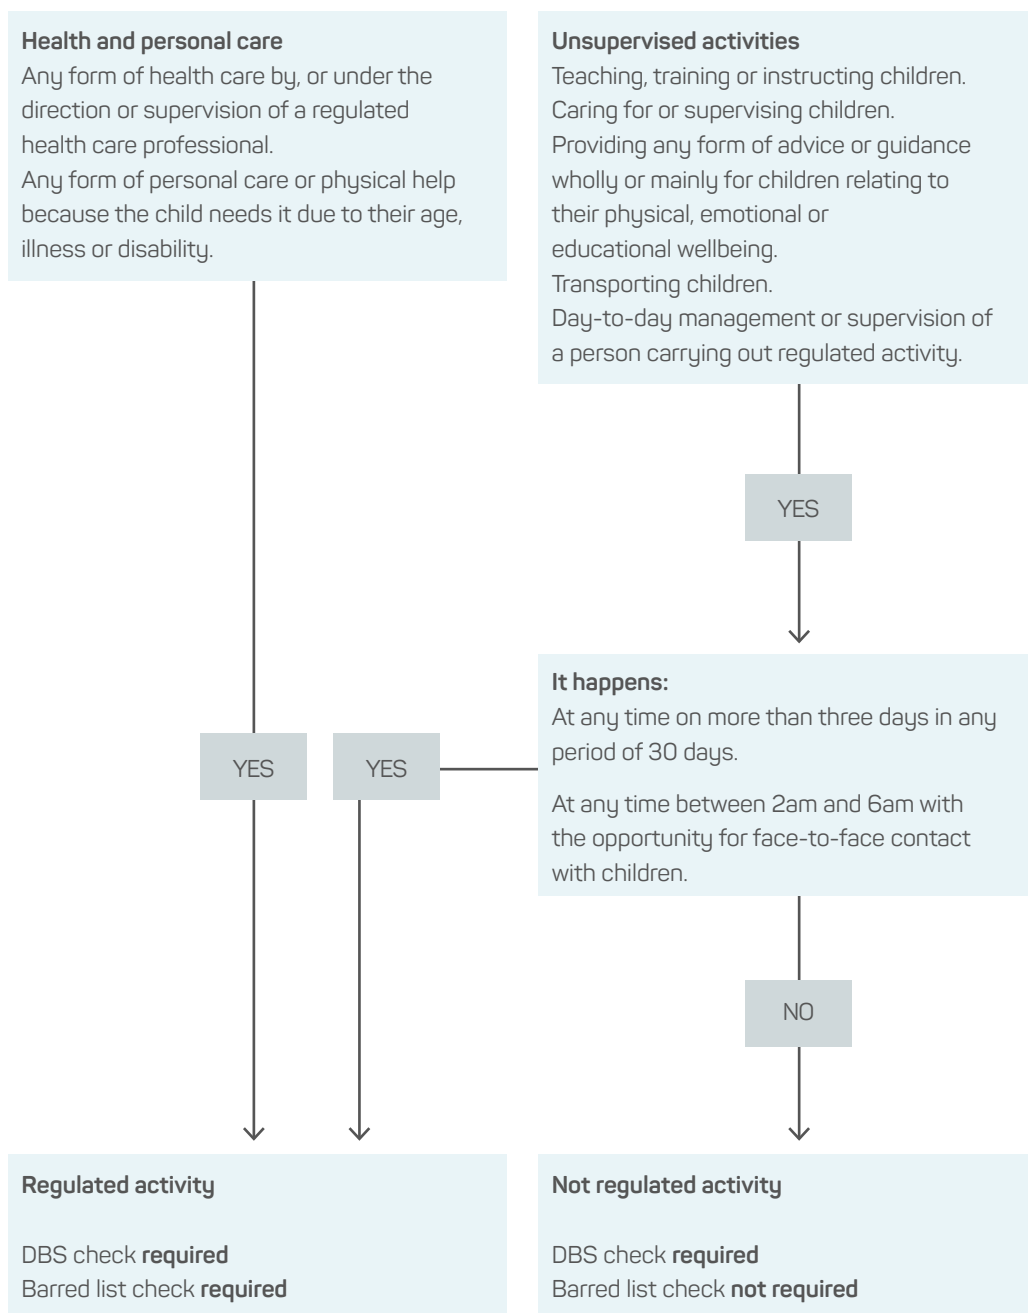 Health and personal care
Any form of health care by, or under the
direction or supervision of a regulated
health care professional.
Any form of personal care or physical help
because the child needs it due to their age,
illness or disability.
Unsupervised activities
Teaching, training or instructing children.
Caring for or supervising children.
Providing any form of advice or guidance
wholly or mainly for children relating to
their physical, emotional or
educational wellbeing.
Transporting children.
Day-to-day management or supervision of
a person carrying out regulated activity.
YES
It happens:
At any time on more than three days in any
period of 30 days.
At any time between 2am and 6am with
the opportunity for face-to-face contact
with children.
YES
YES
NO
Regulated activity
DBS check required
Barred list check required
Not regulated activity
DBS check required
Barred list check not required